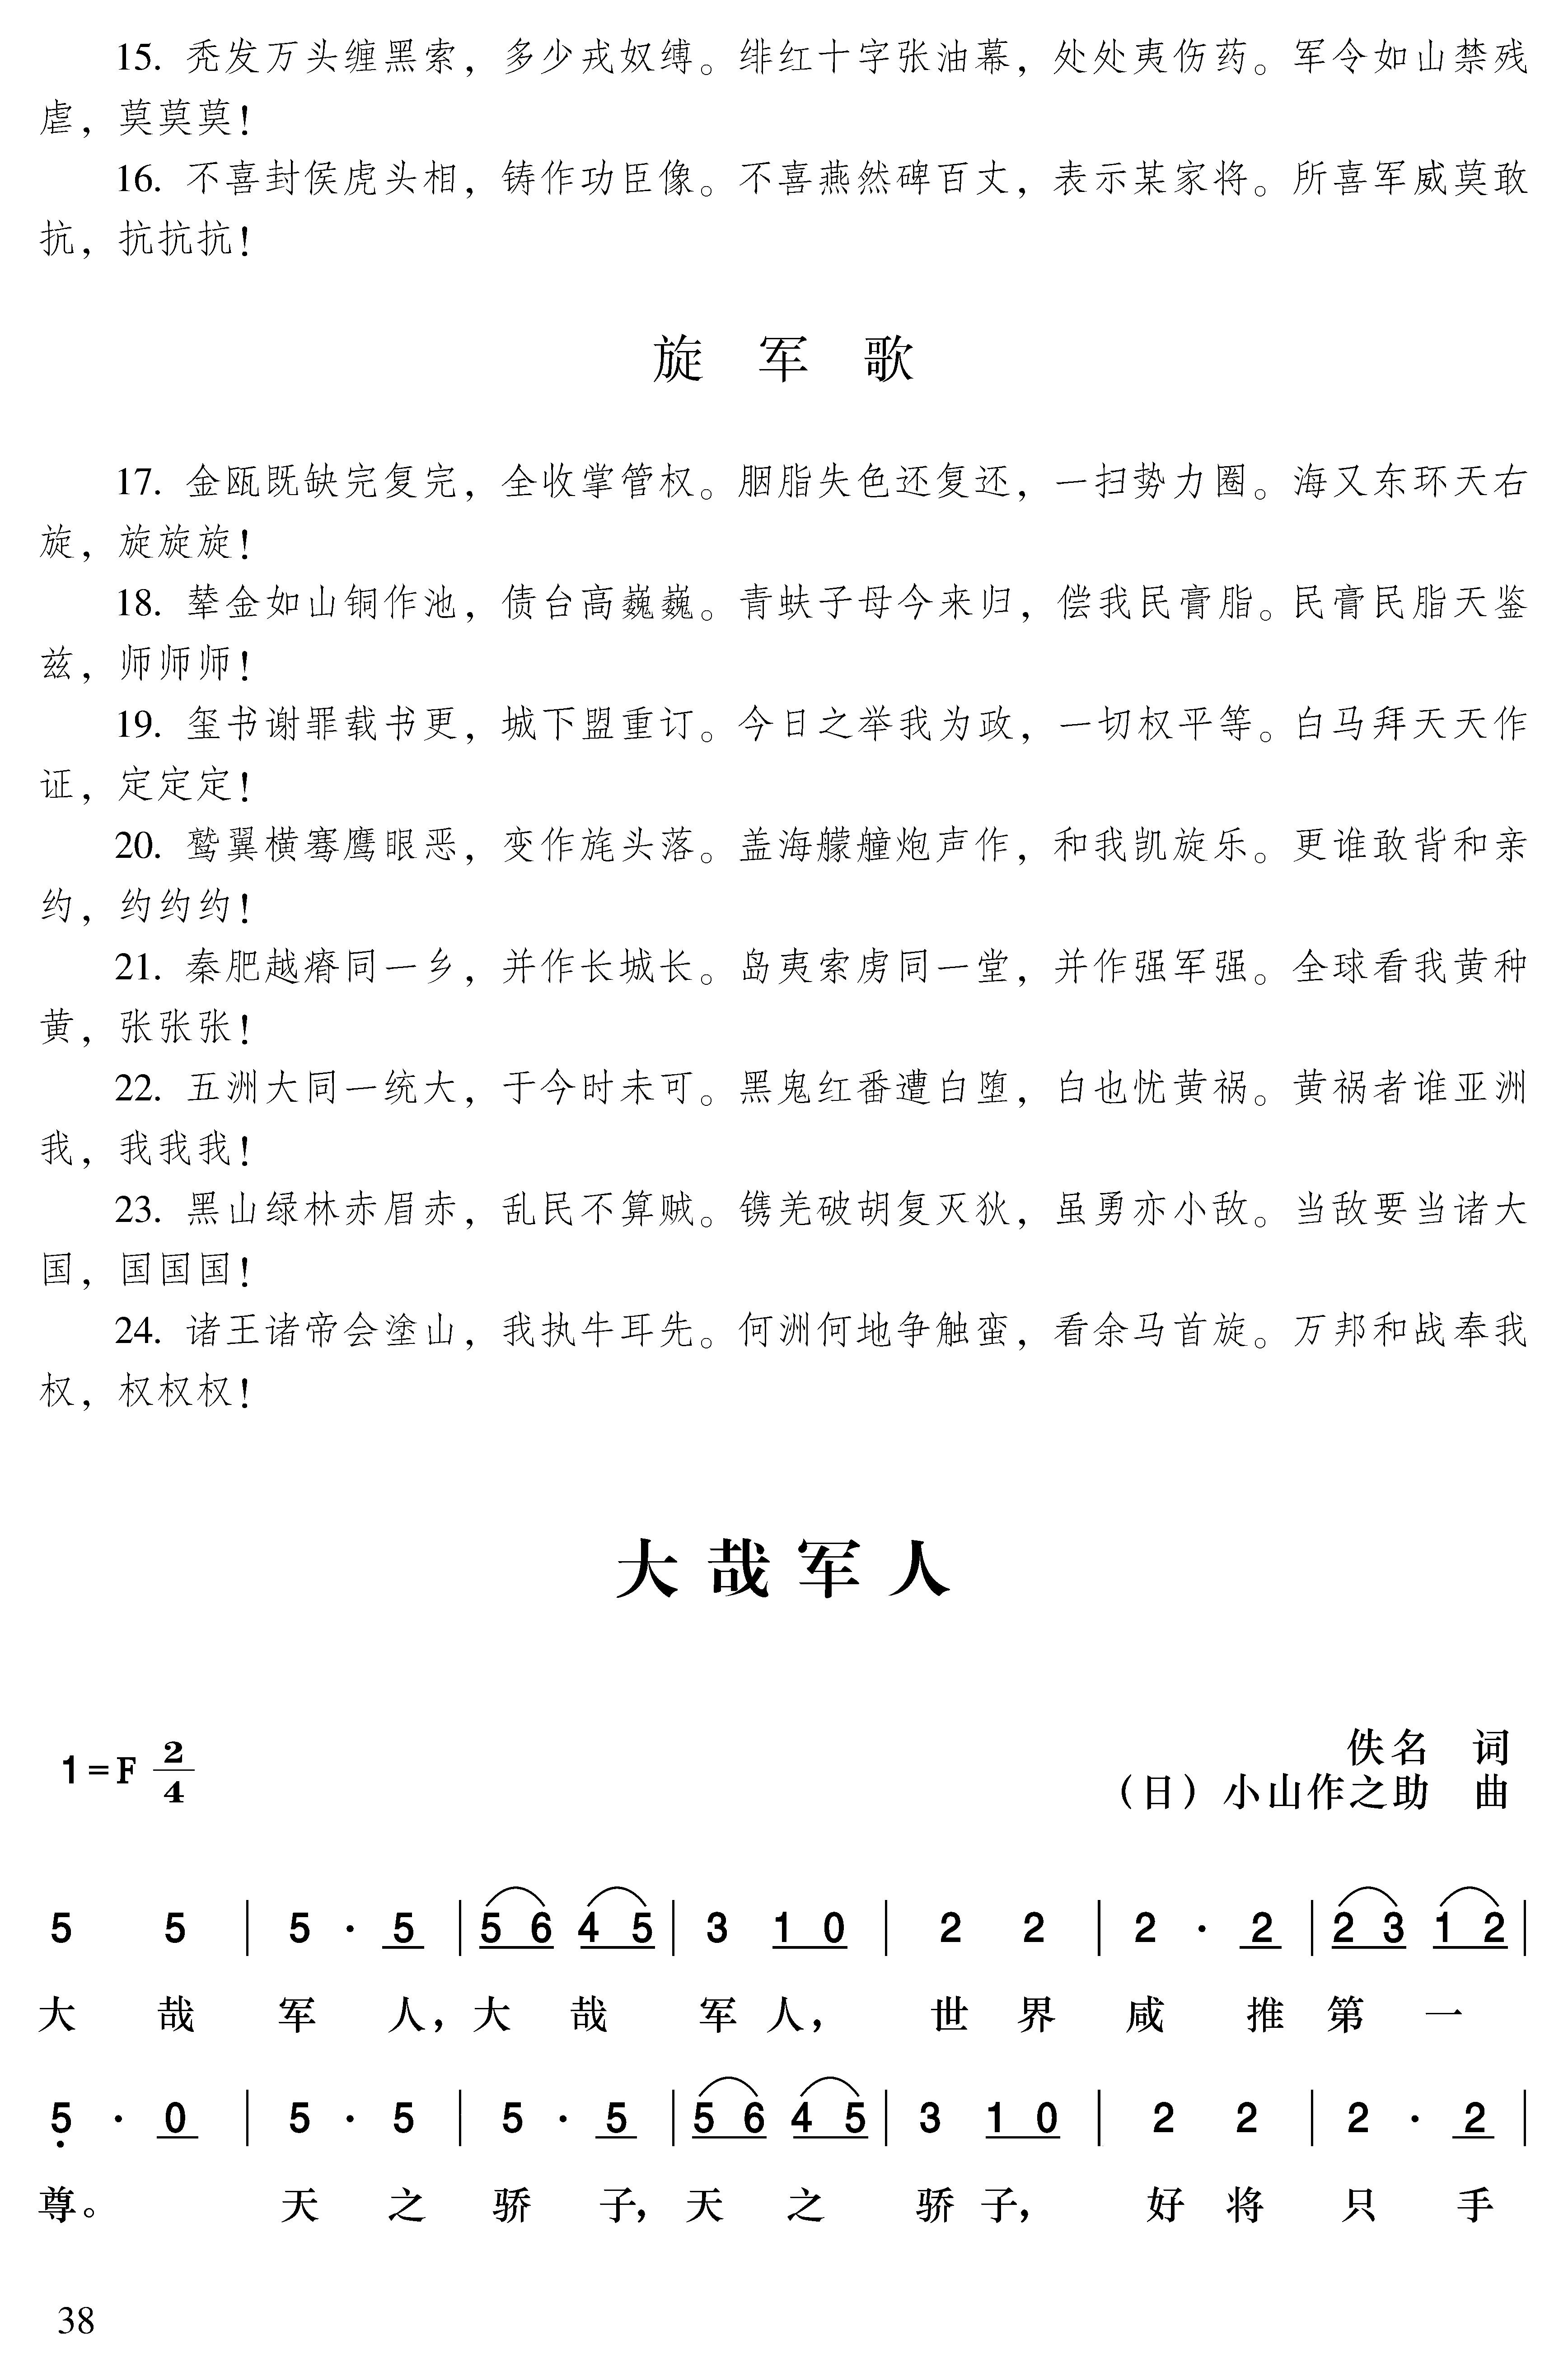 15. 秃发万头缠黑索，多少戎奴缚。绯红十字张油幕，处处夷伤药。军令如山禁残
虐，莫莫莫！
16. 不喜封侯虎头相，铸作功臣像。不喜燕然碑百丈，表示某家将。所喜军威莫敢
抗，抗抗抗！
旋 军 歌
17. 金瓯既缺完复完，全收掌管权。胭脂失色还复还，一扫势力圈。海又东环天右
旋，旋旋旋！
18. 辇金如山铜作池，债台高巍巍。青蚨子母今来归，偿我民膏脂。民膏民脂天鉴
兹，师师师！
19. 玺书谢罪载书更，城下盟重订。今日之举我为政，一切权平等。白马拜天天作
证，定定定！
20. 鹫翼横骞鹰眼恶，变作旄头落。盖海艨艟炮声作，和我凯旋乐。更谁敢背和亲
约，约约约！
21. 秦肥越瘠同一乡，并作长城长。岛夷索虏同一堂，并作强军强。全球看我黄种
黄，张张张！
22. 五洲大同一统大，于今时未可。黑鬼红番遭白堕，白也忧黄祸。黄祸者谁亚洲
我，我我我！
23. 黑山绿林赤眉赤，乱民不算贼。镌羌破胡复灭狄，虽勇亦小敌。当敌要当诸大
国，国国国！
24. 诸王诸帝会塗山，我执牛耳先。何洲何地争触蛮，看余马首旋。万邦和战奉我
权，权权权！
大哉军人
1=F 2/4
佚名 词
（日）小山作之助 曲
5 5 | 5 · 5 | 5 6 4 5 | 3 1 0 | 2 2 | 2 · 2 | 2 3 1 2 |
大 哉 军 人，大 哉 军 人， 世 界 咸 推 第 一
5 · 0 | 5 · 5 | 5 · 5 | 5 6 4 5 | 3 1 0 | 2 2 | 2 · 2 |
尊。 天 之 骄 子，天 之 骄 子， 好 将 只 手
38